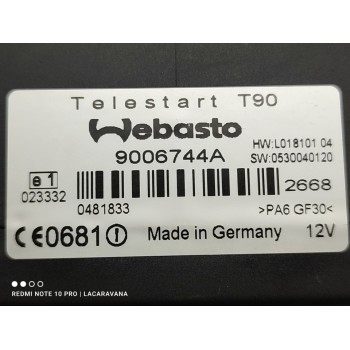 Telestart T90
Webasto
9006744A
HW:L018101 04
SW:0530040120
e1
023332
0481833
2668
>PA6 GF30<
CE0681
Made in Germany
12V
REDMI NOTE 10 PRO | LACARAVANA